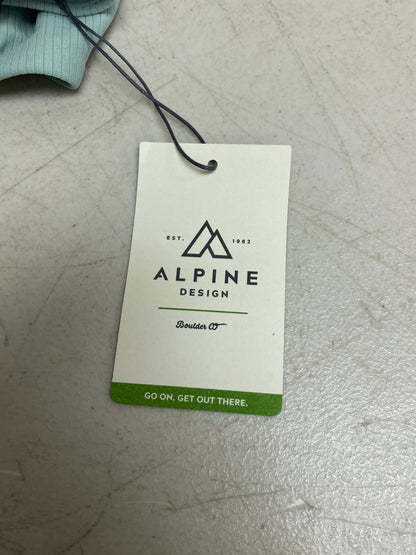 EST. 1962
ALPINE
DESIGN
Boulder CO
GO ON. GET OUT THERE.